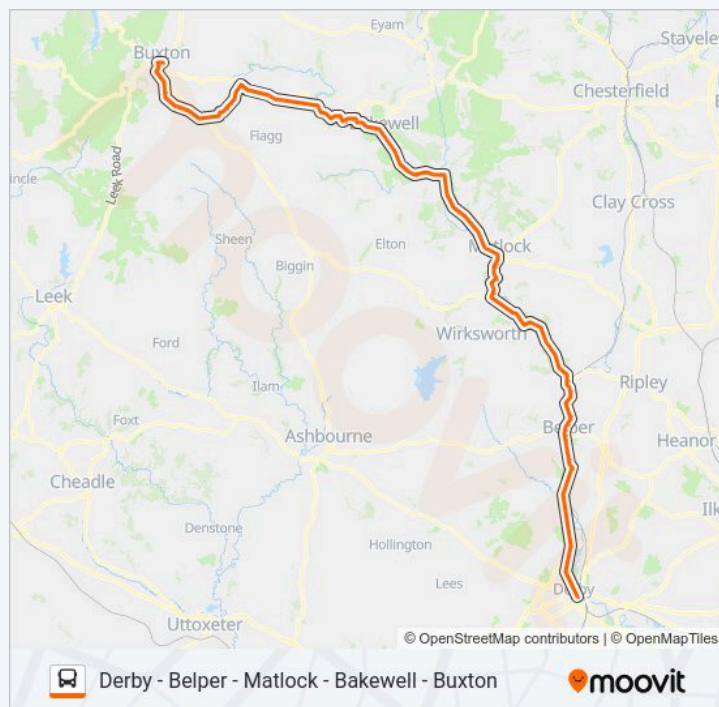 Eyam
Staveley
Buxton
Chesterfield
kewell
Flagg
Leek Road
Clay Cross
Sheen
Elton
Matlock
Biggin
Leek
Wirksworth
Ford
Ripley
Ilam
Foxt
Belper
Ashbourne
Heanor
Cheadle
Denstone
Hollington
Lees
Derby
Uttoxeter
© OpenStreetMap contributors | © OpenMapTiles
Derby - Belper - Matlock - Bakewell - Buxton
moovit